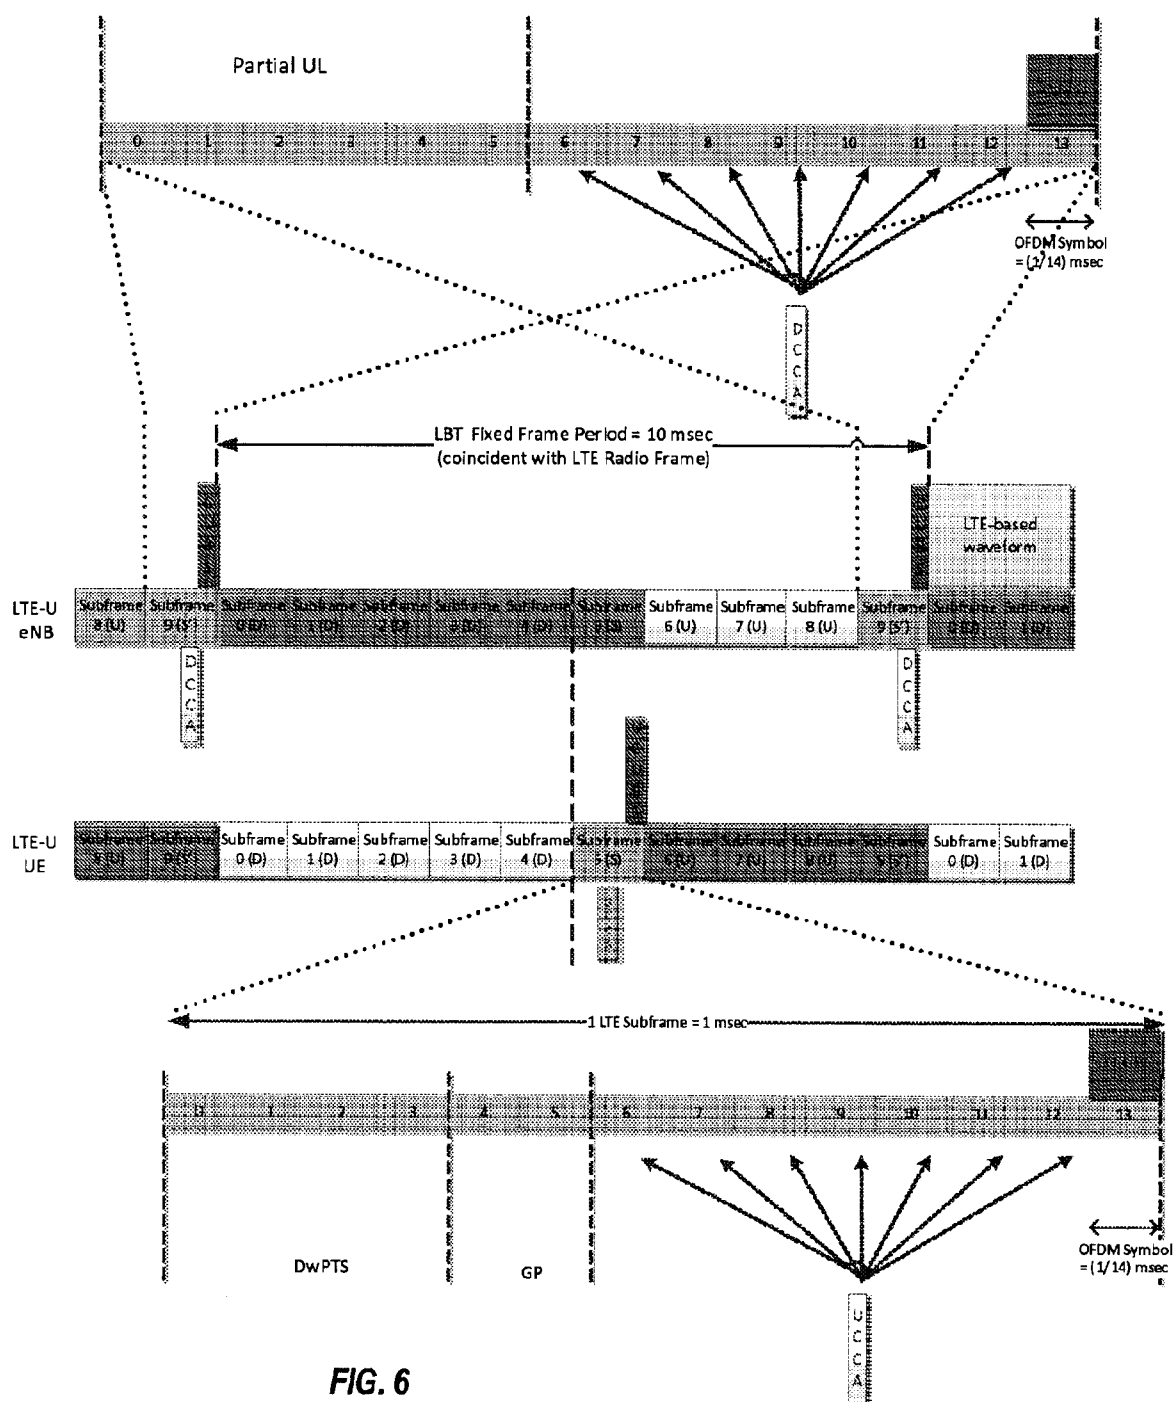 Partial UL
0 1 2 3 4 5 6 7 8 9 10 11 12 13
OFDM Symbol
= (1/14) msec
DCCA
LBT Fixed Frame Period = 10 msec
(coincident with LTE Radio Frame)
LTE-based
waveform
LTE-U
eNB
Subframe 8 (U)
Subframe 9 (S')
Subframe 0 (D)
Subframe 1 (D)
Subframe 2 (D)
Subframe 3 (D)
Subframe 4 (D)
Subframe 5 (S)
Subframe 6 (U)
Subframe 7 (U)
Subframe 8 (U)
Subframe 9 (S')
Subframe 0 (D)
Subframe 1 (D)
DCCA
DCCA
LTE-U
UE
Subframe 8 (U)
Subframe 9 (S')
Subframe 0 (D)
Subframe 1 (D)
Subframe 2 (D)
Subframe 3 (D)
Subframe 4 (D)
Subframe 5 (S)
Subframe 6 (U)
Subframe 7 (U)
Subframe 8 (U)
Subframe 9 (S')
Subframe 0 (D)
Subframe 1 (D)
1 LTE Subframe = 1 msec
0 1 2 3 4 5 6 7 8 9 10 11 12 13
OFDM Symbol
= (1/14) msec
DwPTS
GP
UCCA
FIG. 6